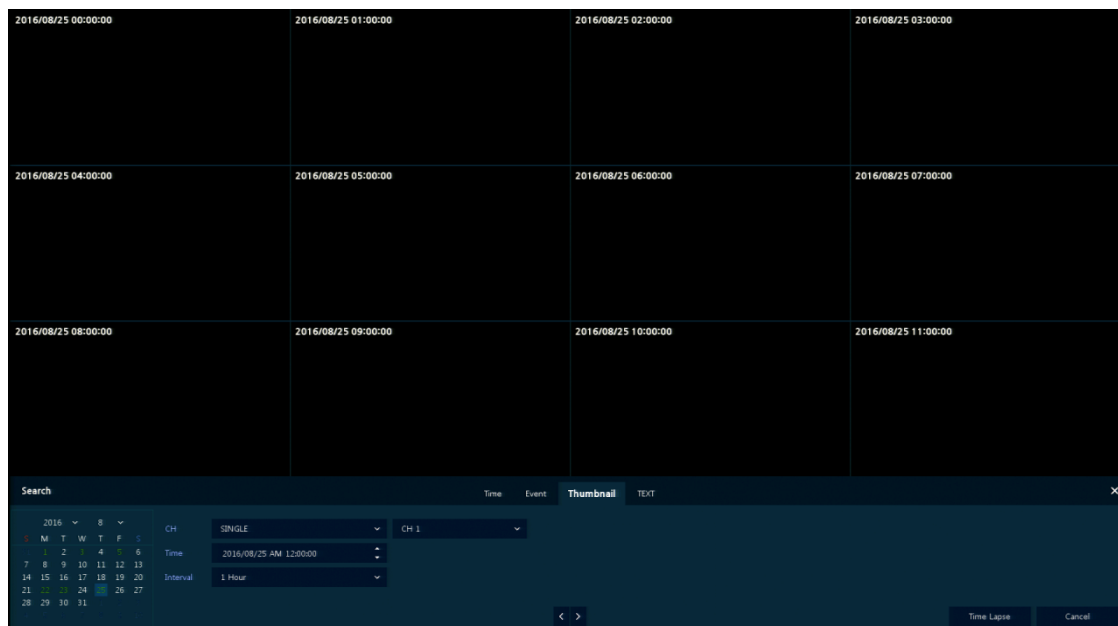 2016/08/25 00:00:00 2016/08/25 01:00:00 2016/08/25 02:00:00 2016/08/25 03:00:00
2016/08/25 04:00:00 2016/08/25 05:00:00 2016/08/25 06:00:00 2016/08/25 07:00:00
2016/08/25 08:00:00 2016/08/25 09:00:00 2016/08/25 10:00:00 2016/08/25 11:00:00
Search Time Event Thumbnail TEXT
2016 8
S M T W T F S
1 2 3 4 5 6
7 8 9 10 11 12 13
14 15 16 17 18 19 20
21 22 23 24 25 26 27
28 29 30 31
CH SINGLE CH 1
Time 2016/08/25 AM 12:00:00
Interval 1 Hour
< >
Time Lapse Cancel